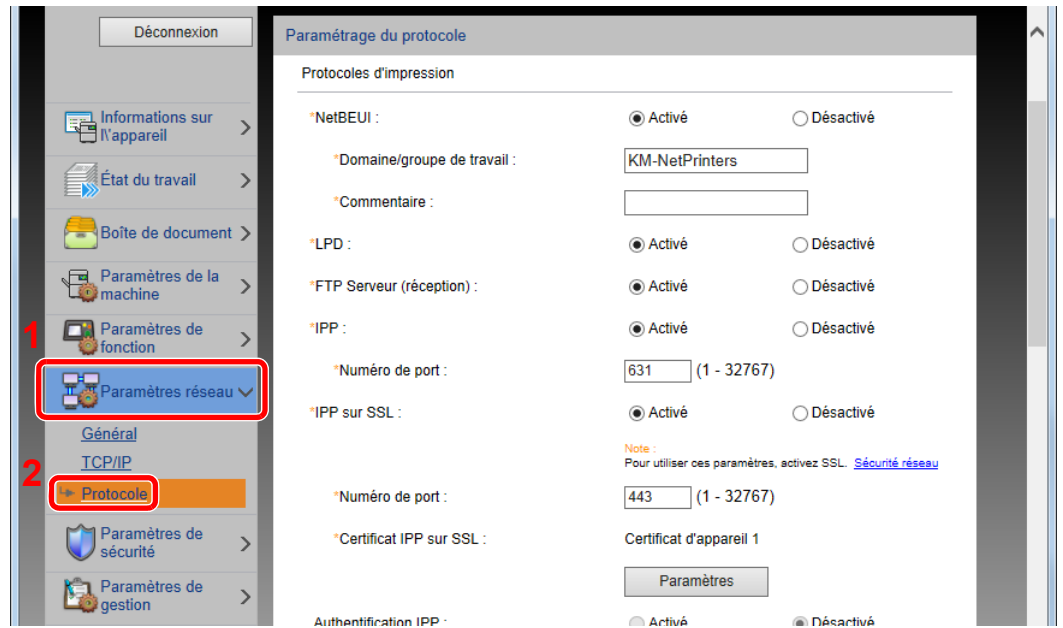 Déconnexion
Informations sur
l\'appareil
État du travail
Boîte de document
Paramètres de la
machine
1
Paramètres de
fonction
Paramètres réseau
Général
TCP/IP
2
Protocole
Paramètres de
sécurité
Paramètres de
gestion
Paramétrage du protocole
Protocoles d'impression
*NetBEUI : Activé Désactivé
*Domaine/groupe de travail : KM-NetPrinters
*Commentaire :
*LPD : Activé Désactivé
*FTP Serveur (réception) : Activé Désactivé
*IPP : Activé Désactivé
*Numéro de port : 631 (1 - 32767)
*IPP sur SSL : Activé Désactivé
Note :
Pour utiliser ces paramètres, activez SSL. Sécurité réseau
*Numéro de port : 443 (1 - 32767)
*Certificat IPP sur SSL : Certificat d'appareil 1
Paramètres
Authentification IPP : Activé Désactivé